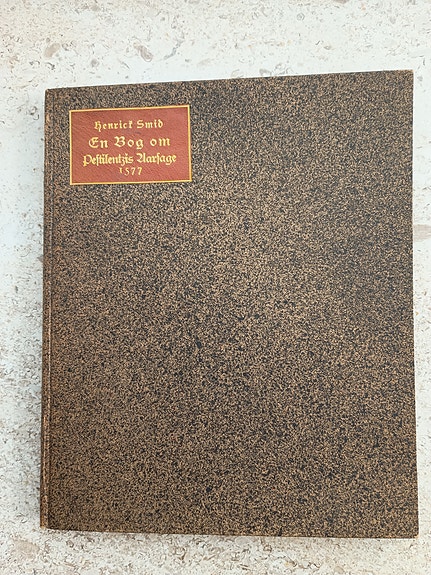 Henrick Smid
En Bog om
Pestilentzis Aarsage
1577